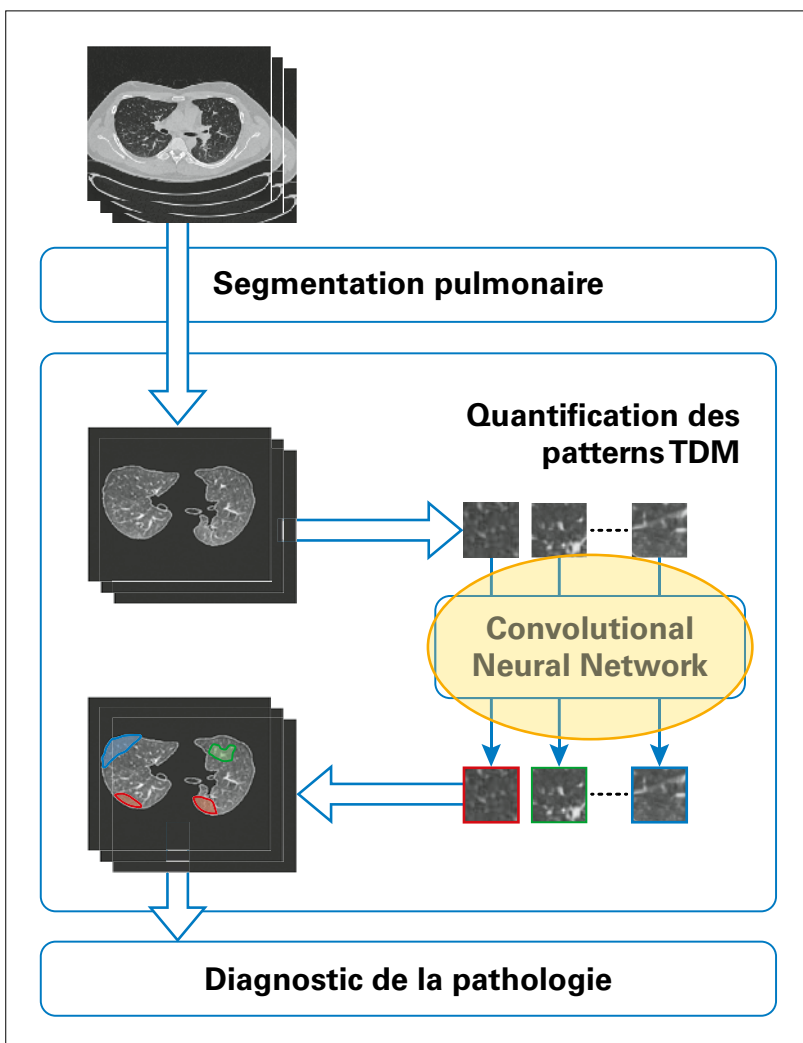 Segmentation pulmonaire
Quantification des
patterns TDM
Convolutional
Neural Network
Diagnostic de la pathologie